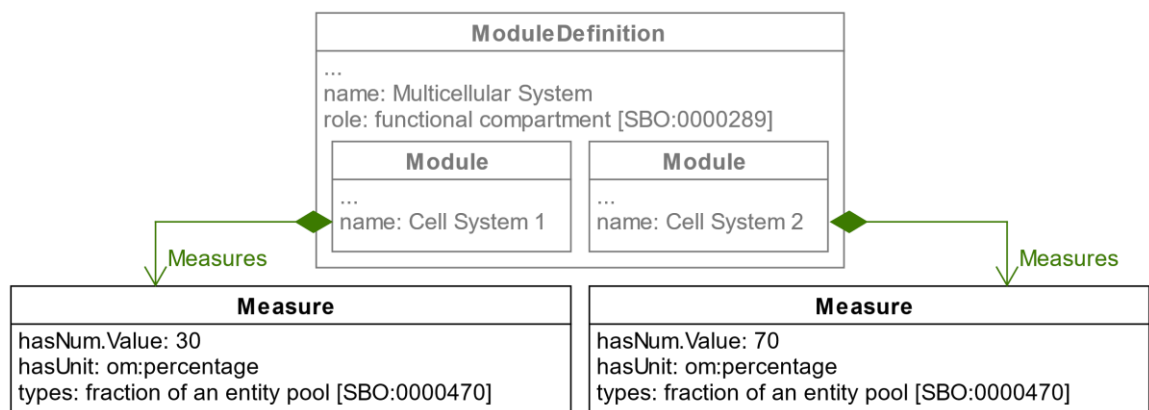 ModuleDefinition
...
name: Multicellular System
role: functional compartment [SBO:0000289]
Module
...
name: Cell System 1
Module
...
name: Cell System 2
Measures
Measures
Measure
hasNum.Value: 30
hasUnit: om:percentage
types: fraction of an entity pool [SBO:0000470]
Measure
hasNum.Value: 70
hasUnit: om:percentage
types: fraction of an entity pool [SBO:0000470]